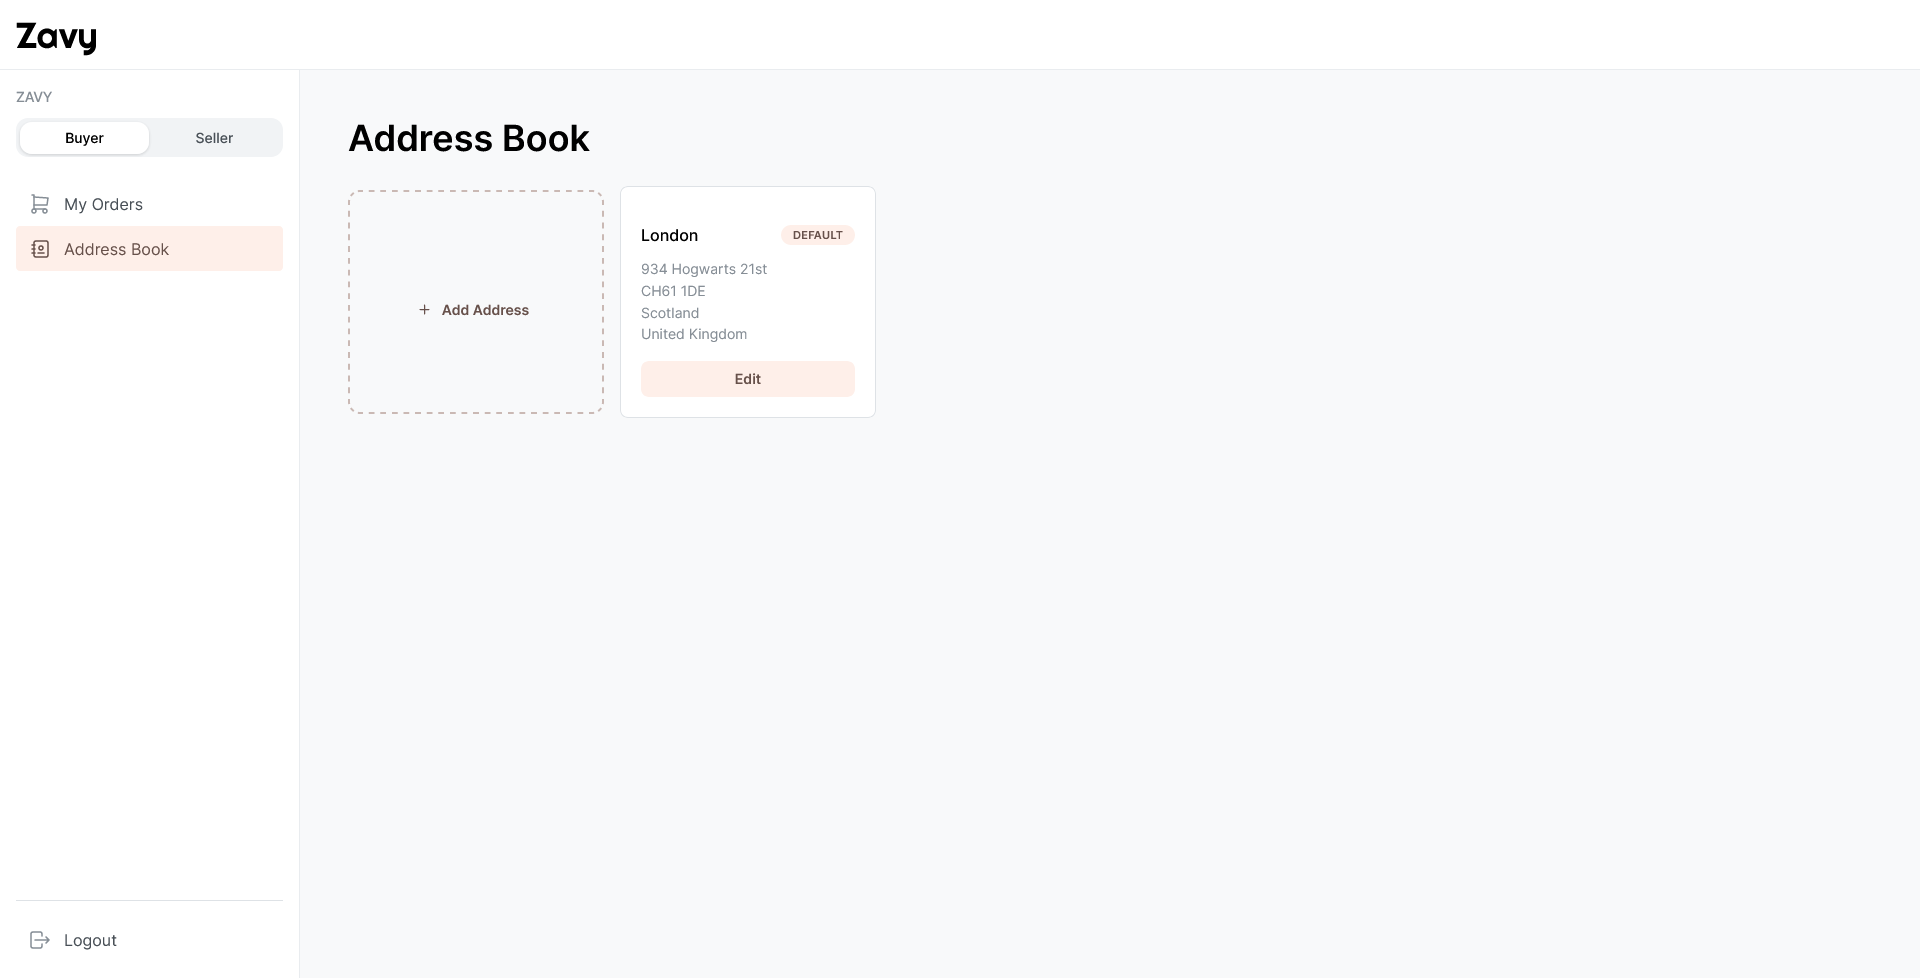 Zavy
ZAVY
Buyer
Seller
My Orders
Address Book
Logout
Address Book
+ Add Address
London
DEFAULT
934 Hogwarts 21st
CH61 1DE
Scotland
United Kingdom
Edit